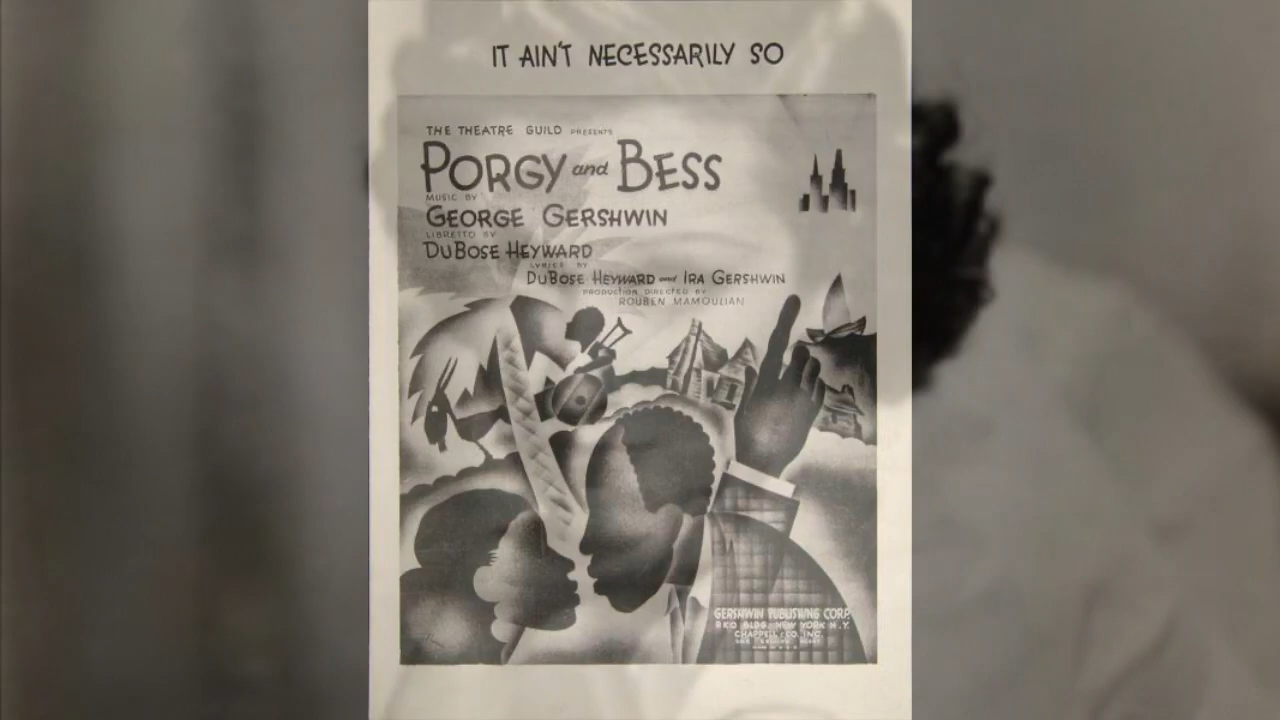 IT AIN'T NECESSARILY SO
THE THEATRE GUILD PRESENTS
PORGY and BESS
MUSIC BY
GEORGE GERSHWIN
LIBRETTO BY
DUBOSE HEYWARD
LYRICS BY
DUBOSE HEYWARD and IRA GERSHWIN
PRODUCTION DIRECTED BY
ROUBEN MAMOULIAN
GERSHWIN PUBLISHING CORP.
RKO BLDG. NEW YORK N.Y.
CHAPPELL & CO. INC.